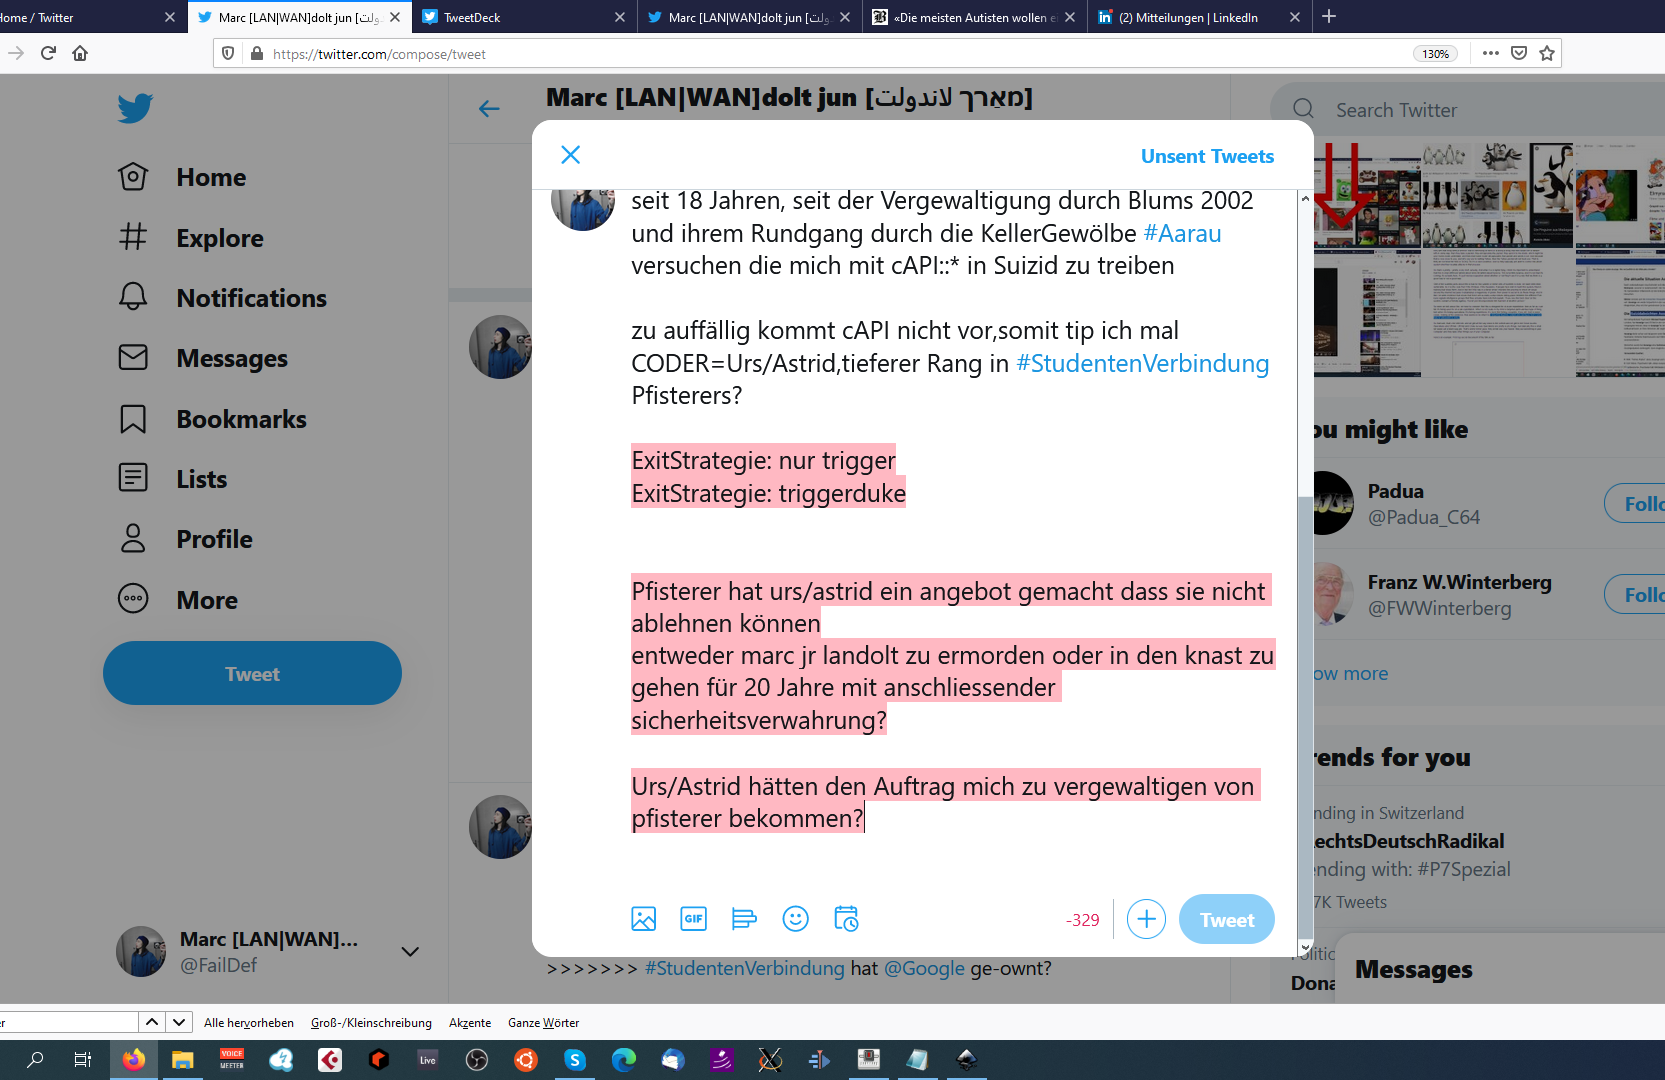 Home / Twitter
Marc [LAN|WAN]dolt jun
TweetDeck
Marc [LAN|WAN]dolt jun
«Die meisten Autisten wollen
(2) Mitteilungen | LinkedIn
https://twitter.com/compose/tweet
130%
Marc [LAN|WAN]dolt jun [מאַרך لاندولت]
Search Twitter
Home
Explore
Notifications
Messages
Bookmarks
Lists
Profile
More
Tweet
Marc [LAN|WAN]...
@FailDef
Unsent Tweets
seit 18 Jahren, seit der Vergewaltigung durch Blums 2002
und ihrem Rundgang durch die KellerGewölbe #Aarau
versuchen die mich mit cAPI::* in Suizid zu treiben
zu auffällig kommt cAPI nicht vor,somit tip ich mal
CODER=Urs/Astrid,tieferer Rang in #StudentenVerbindung
Pfisterers?
ExitStrategie: nur trigger
ExitStrategie: triggerduke
Pfisterer hat urs/astrid ein angebot gemacht dass sie nicht
ablehnen können
entweder marc jr landolt zu ermorden oder in den knast zu
gehen für 20 Jahre mit anschliessender
sicherheitsverwahrung?
Urs/Astrid hätten den Auftrag mich zu vergewaltigen von
pfisterer bekommen?
GIF
-329
Tweet
>>>>>>> #StudentenVerbindung hat @Google ge-ownt?
ou might like
Padua
@Padua_C64
Follo
Franz W.Winterberg
@FWWinterberg
Follo
ow more
rends for you
nding in Switzerland
echtsDeutschRadikal
ending with: #P7Spezial
7K Tweets
Politic
Dona
Messages
er
Alle hervorheben
Groß-/Kleinschreibung
Akzente
Ganze Wörter
VOICE
MEETER
Live